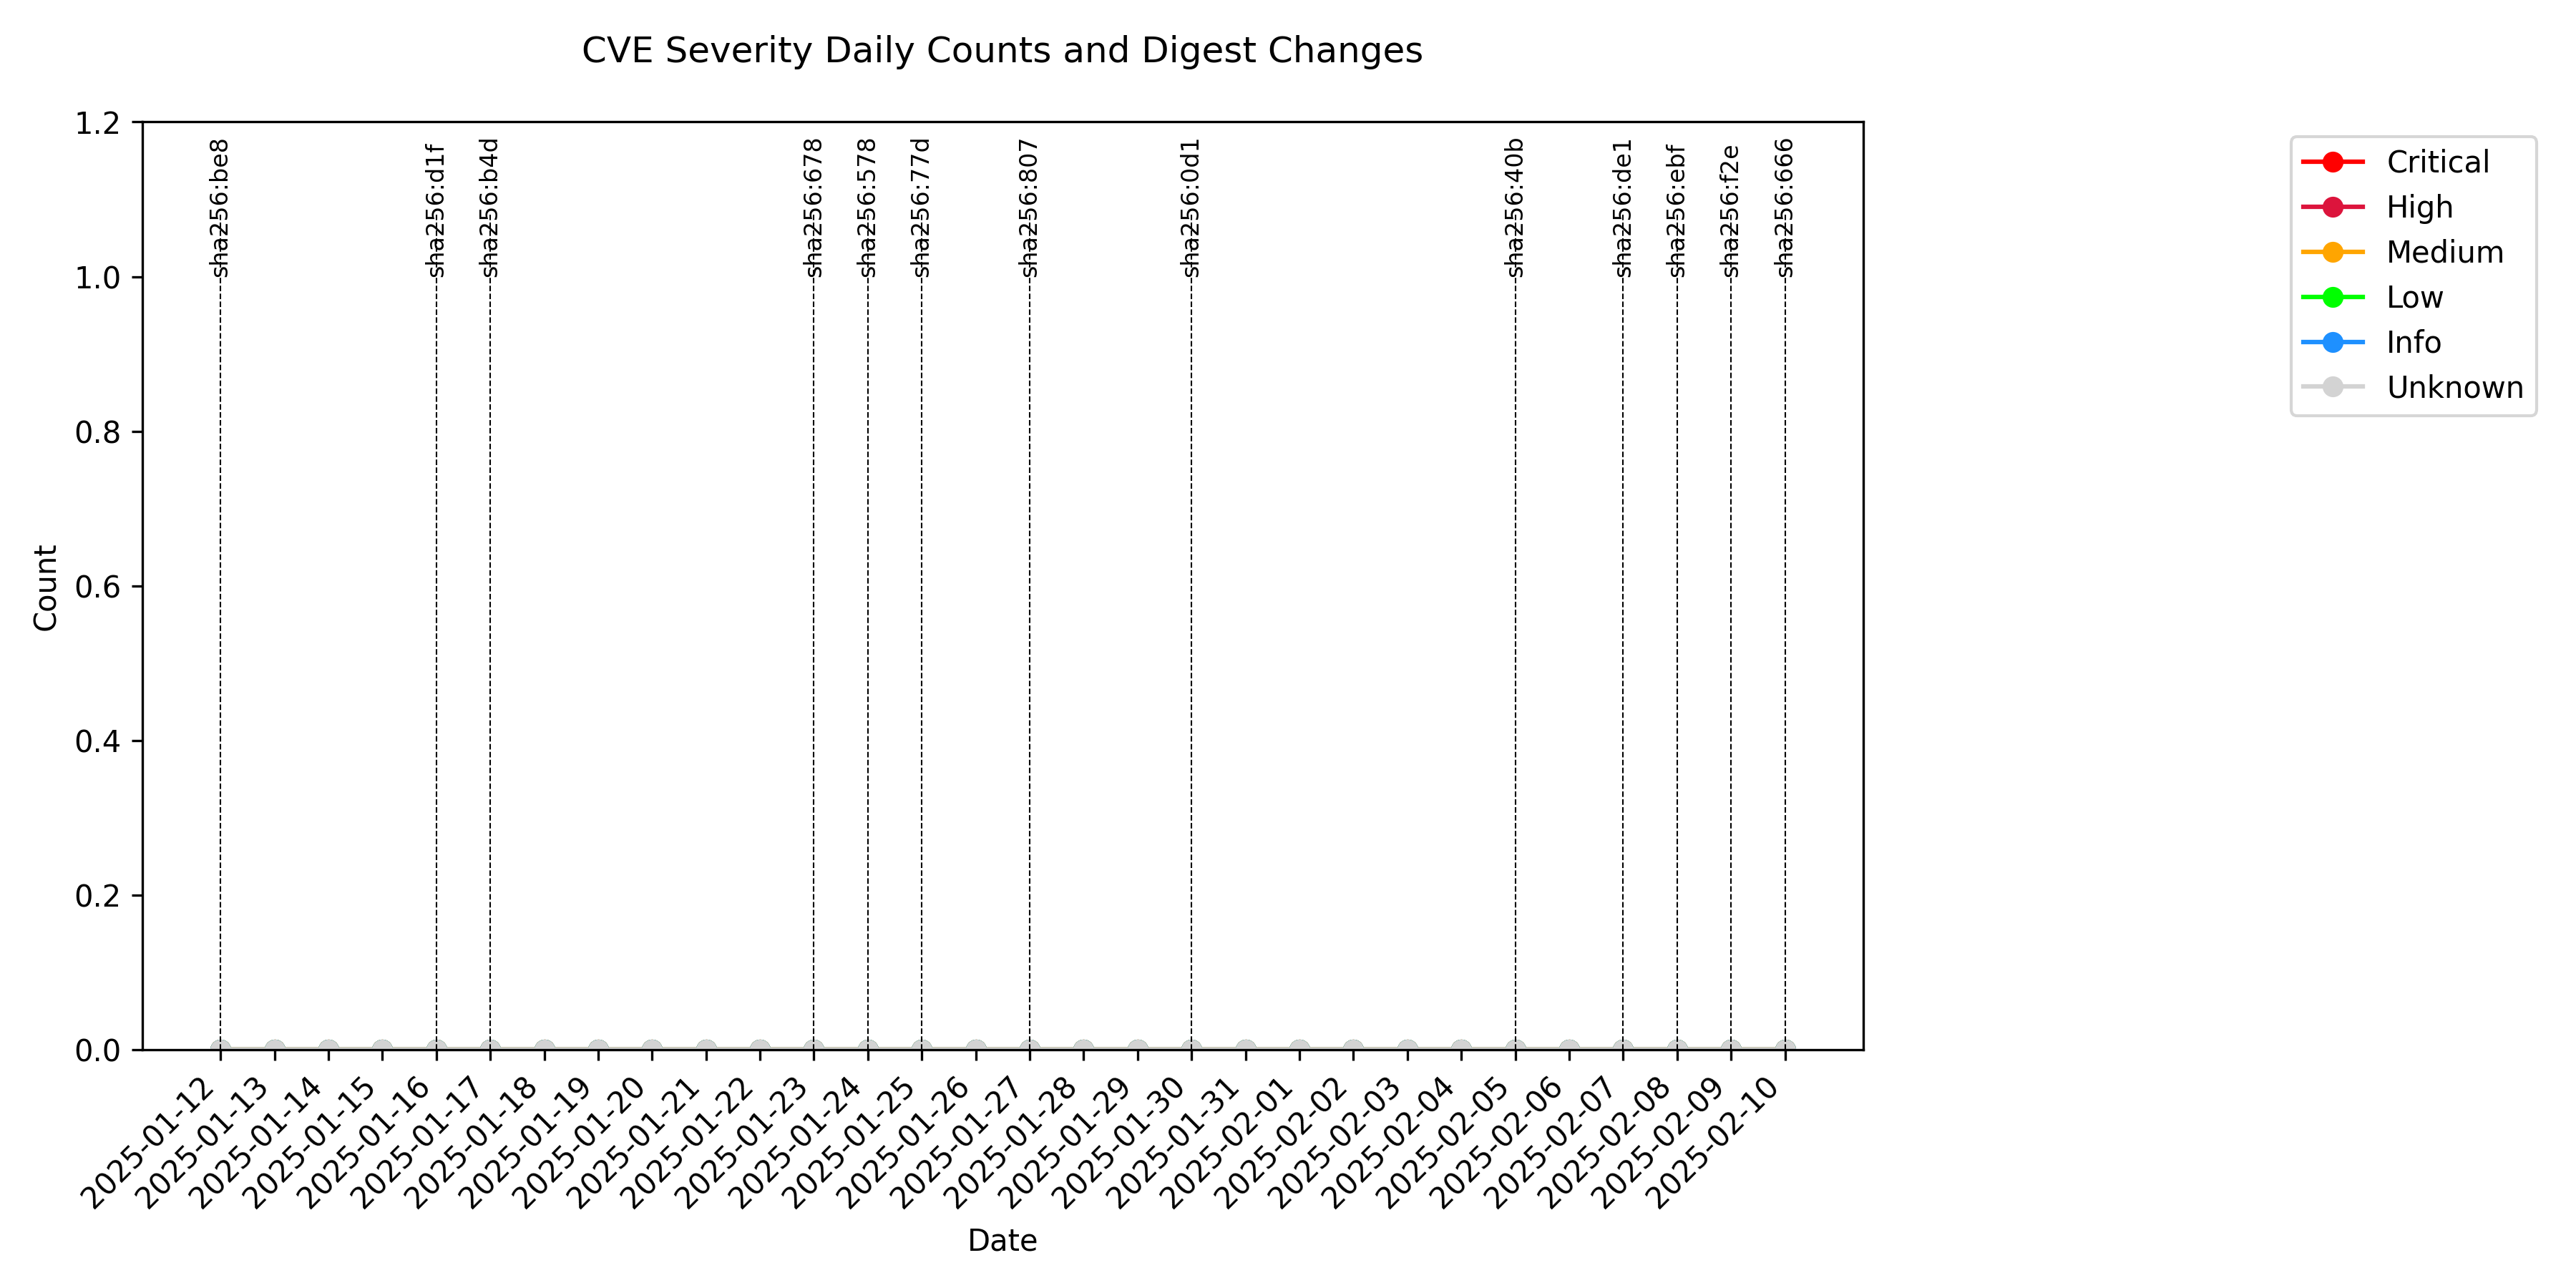 CVE Severity Daily Counts and Digest Changes
1.2
1.0
0.8
0.6
0.4
0.2
0.0
Count
sha256:be8
sha256:d1f
sha256:b4d
sha256:678
sha256:578
sha256:77d
sha256:807
sha256:0d1
sha256:40b
sha256:de1
sha256:ebf
sha256:f2e
sha256:666
Critical
High
Medium
Low
Info
Unknown
2025-01-12
2025-01-13
2025-01-14
2025-01-15
2025-01-16
2025-01-17
2025-01-18
2025-01-19
2025-01-20
2025-01-21
2025-01-22
2025-01-23
2025-01-24
2025-01-25
2025-01-26
2025-01-27
2025-01-28
2025-01-29
2025-01-30
2025-01-31
2025-02-01
2025-02-02
2025-02-03
2025-02-04
2025-02-05
2025-02-06
2025-02-07
2025-02-08
2025-02-09
2025-02-10
Date